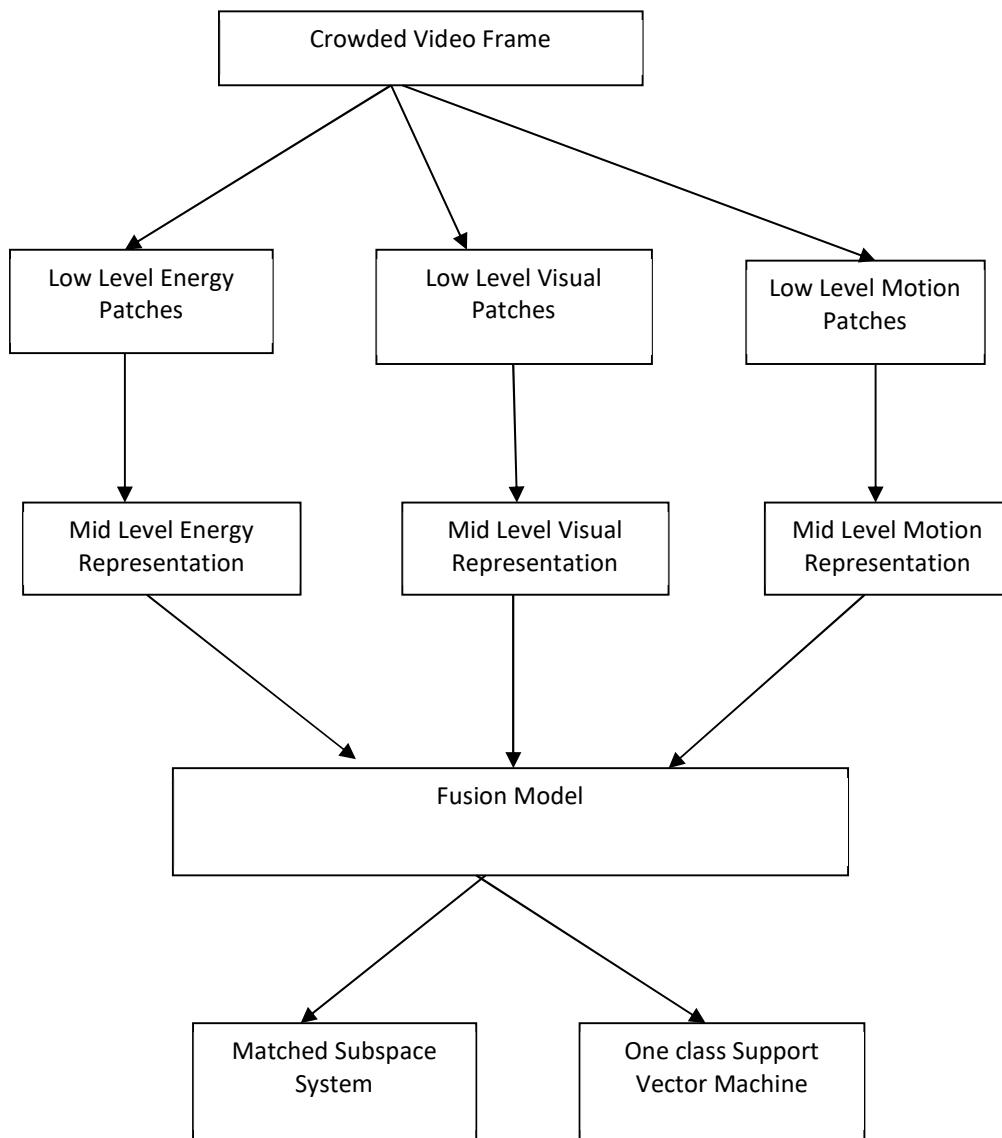 Crowded Video Frame
Low Level Energy
Patches
Low Level Visual
Patches
Low Level Motion
Patches
Mid Level Energy
Representation
Mid Level Visual
Representation
Mid Level Motion
Representation
Fusion Model
Matched Subspace
System
One class Support
Vector Machine